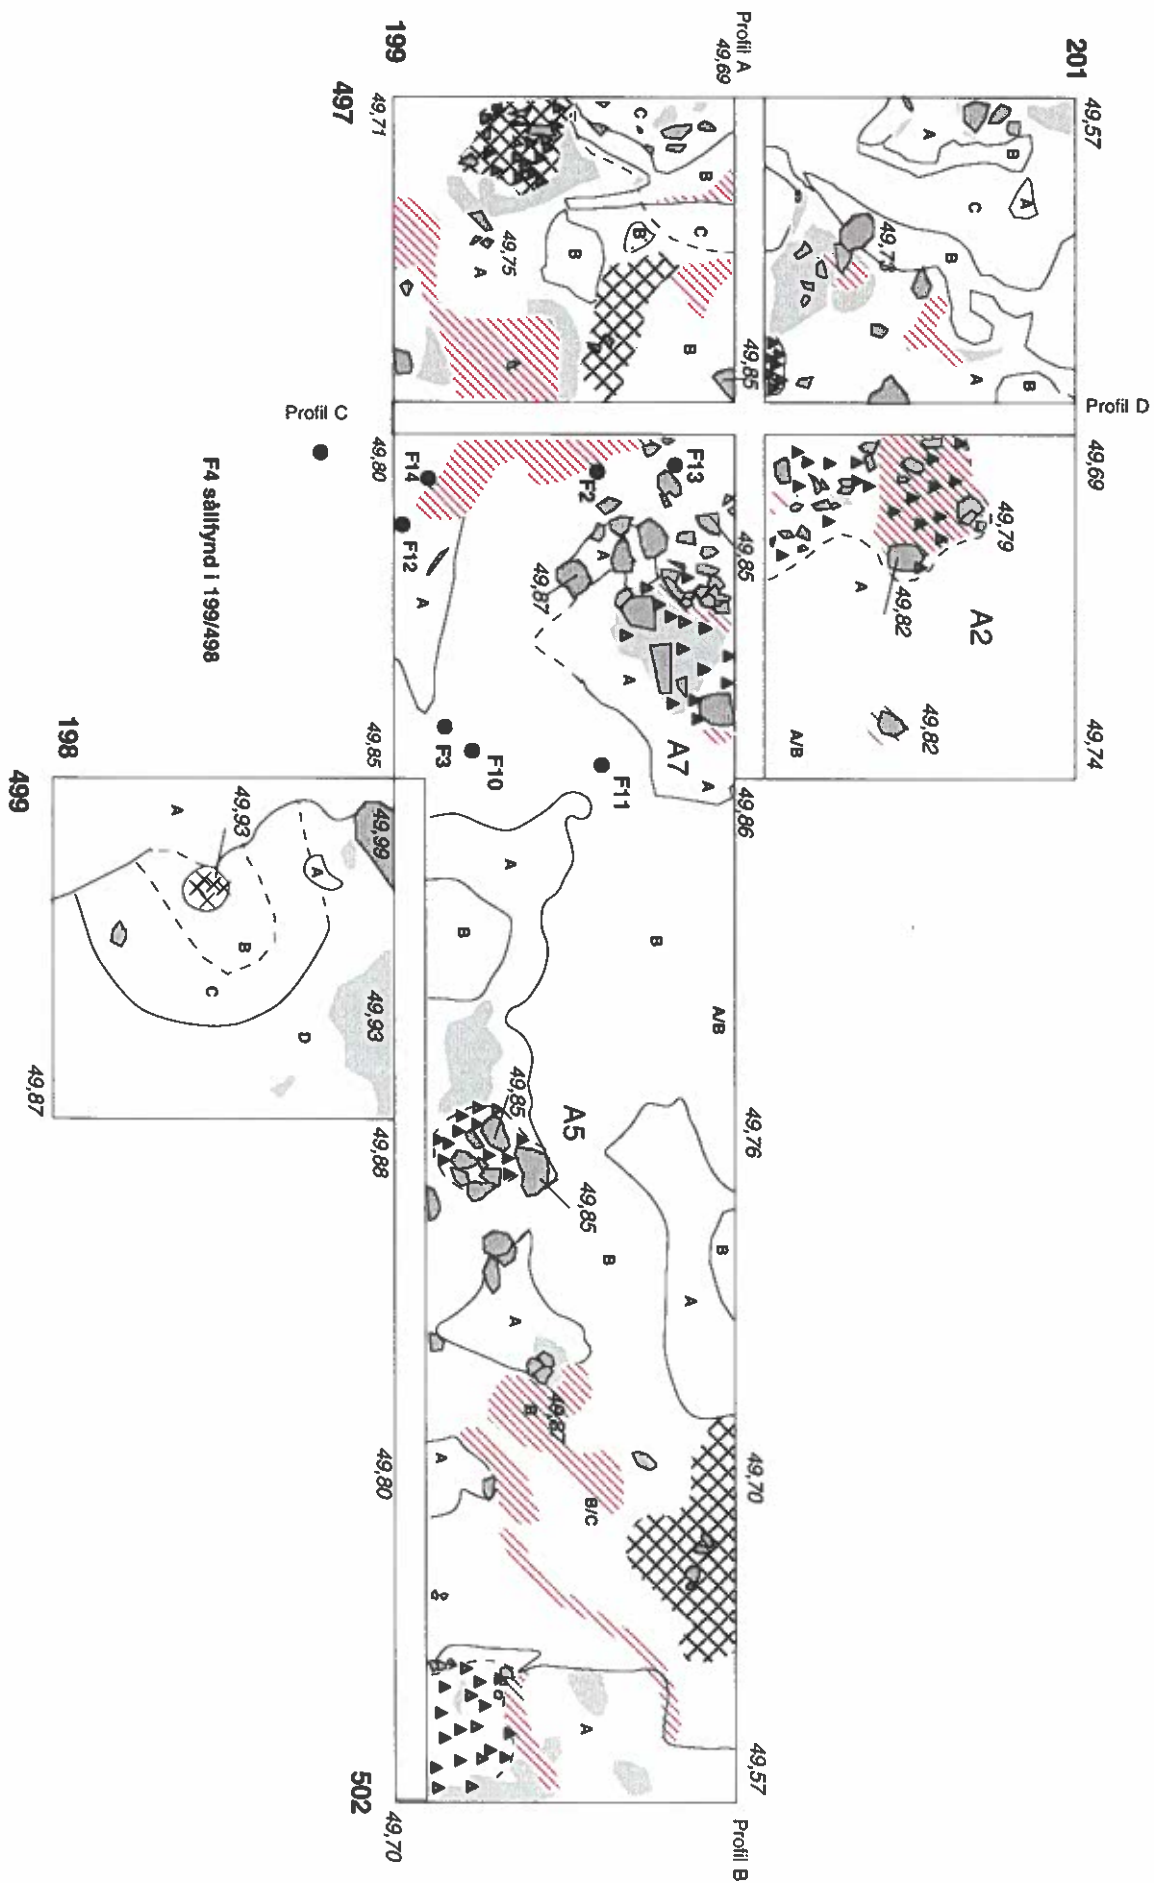 201
49,57
Profil A
49,69
199
497
49,71
A
B
A
C
49,73
B
A
B
Profil D
C
B
C
B
B
49,75
A
B
49,85
Profil C
49,80
F14
F12
F2
F13
49,85
49,69
49,79
A
49,82
A2
49,82
A/B
49,74
A
49,87
A
A
A7
A
F3
F10
F11
49,86
F4 sållfynd i 199/498
49,85
198
499
A
49,93
49,99
A
B
C
49,93
D
49,87
49,88
A
B
B
A/B
49,85
A5
49,85
49,76
B
B
A
A
49,87
B
A
49,80
B/C
49,70
A
49,57
502
49,70
Profil B